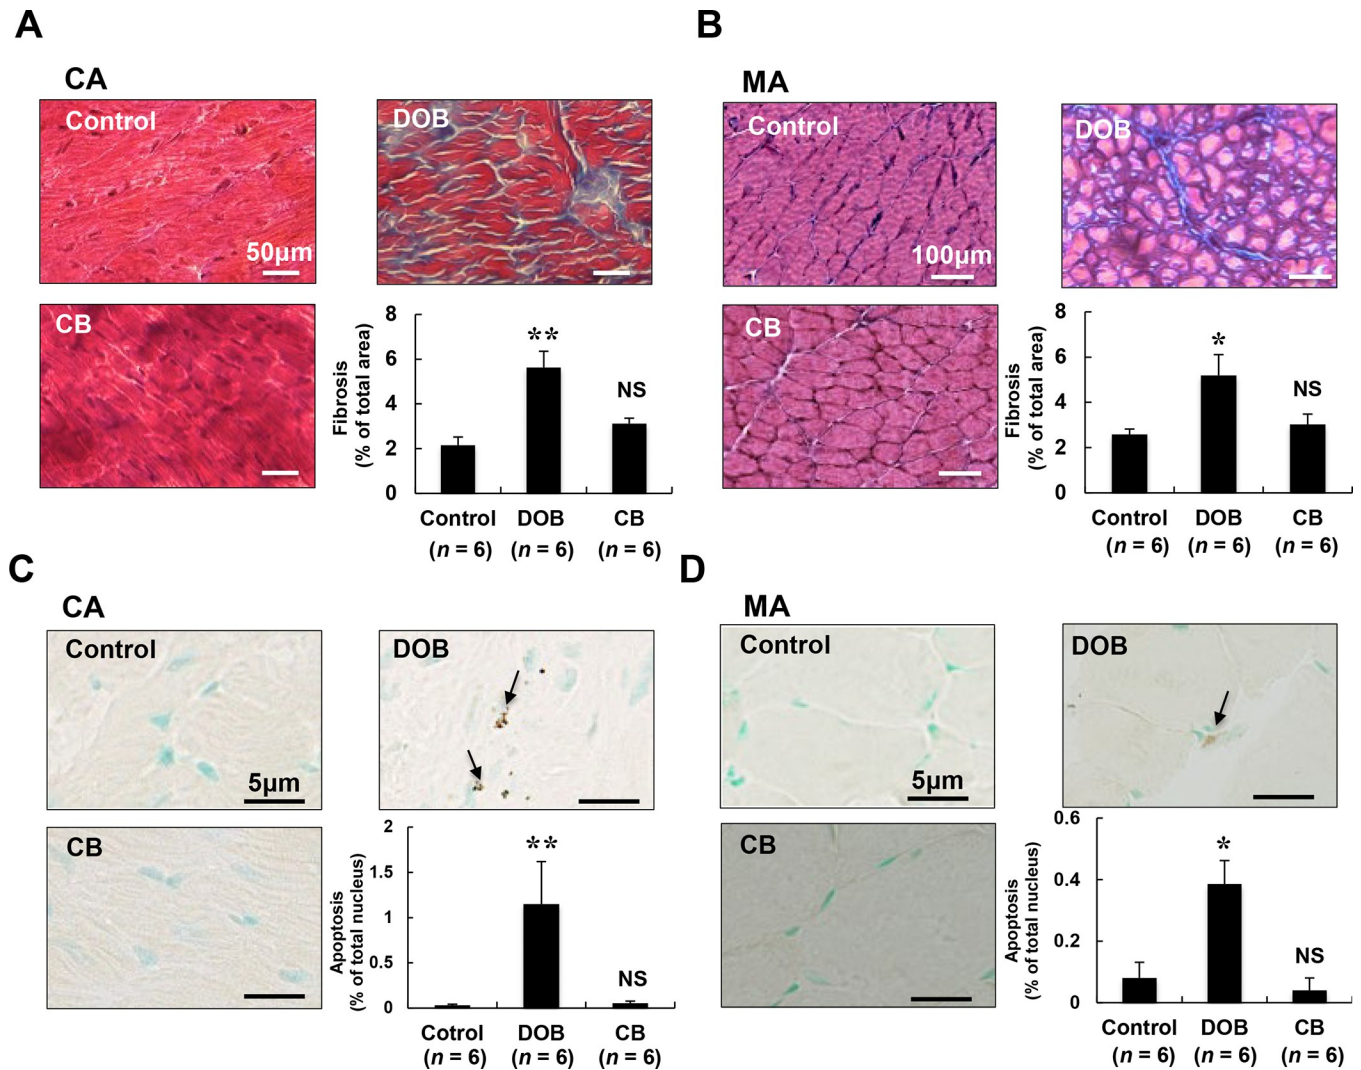 A
CA
Control
50µm
DOB
CB
Fibrosis
(% of total area)
8
6
4
2
0
**
NS
Control DOB CB
(n = 6) (n = 6) (n = 6)
B
MA
Control
100µm
DOB
CB
Fibrosis
(% of total area)
8
6
4
2
0
*
NS
Control DOB CB
(n = 6) (n = 6) (n = 6)
C
CA
Control
5µm
DOB
CB
Apoptosis
(% of total nucleus)
2
1.5
1
0.5
0
**
NS
Cotrol DOB CB
(n = 6) (n = 6) (n = 6)
D
MA
Control
5µm
DOB
CB
Apoptosis
(% of total nucleus)
0.6
0.4
0.2
0
*
NS
Control DOB CB
(n = 6) (n = 6) (n = 6)